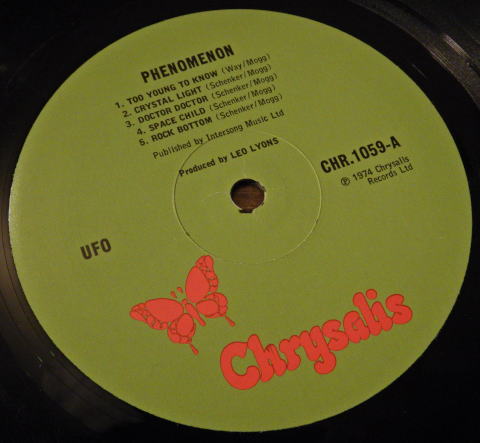 PHENOMENON
1. TOO YOUNG TO KNOW (Way/Mogg)
2. CRYSTAL LIGHT (Schenker/Mogg)
3. DOCTOR DOCTOR (Schenker/Mogg)
4. SPACE CHILD (Schenker/Mogg)
5. ROCK BOTTOM (Schenker/Mogg)
Published by Intersong Music Ltd
Produced by LEO LYONS
CHR.1059-A
℗ 1974 Chrysalis
Records Ltd
UFO
Chrysalis